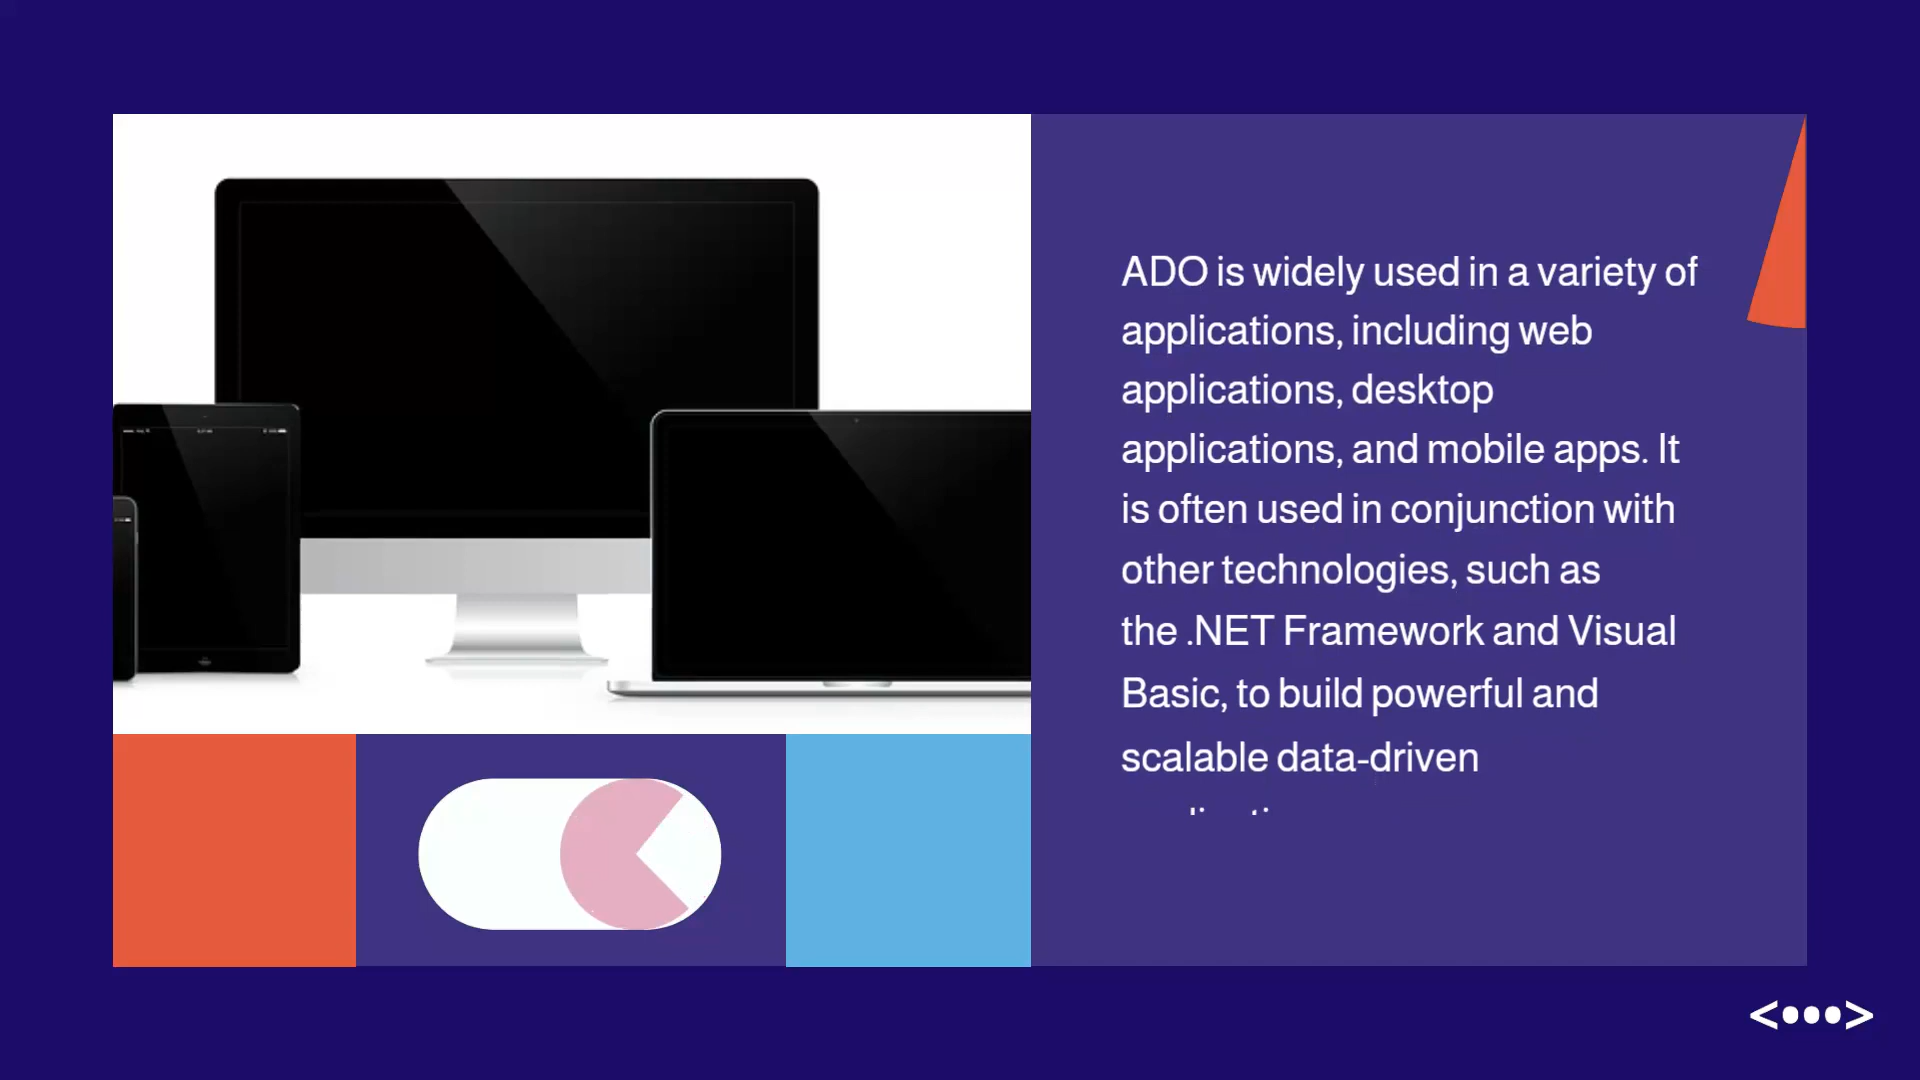 ADO is widely used in a variety of
applications, including web
applications, desktop
applications, and mobile apps. It
is often used in conjunction with
other technologies, such as
the .NET Framework and Visual
Basic, to build powerful and
scalable data-driven
<•••>